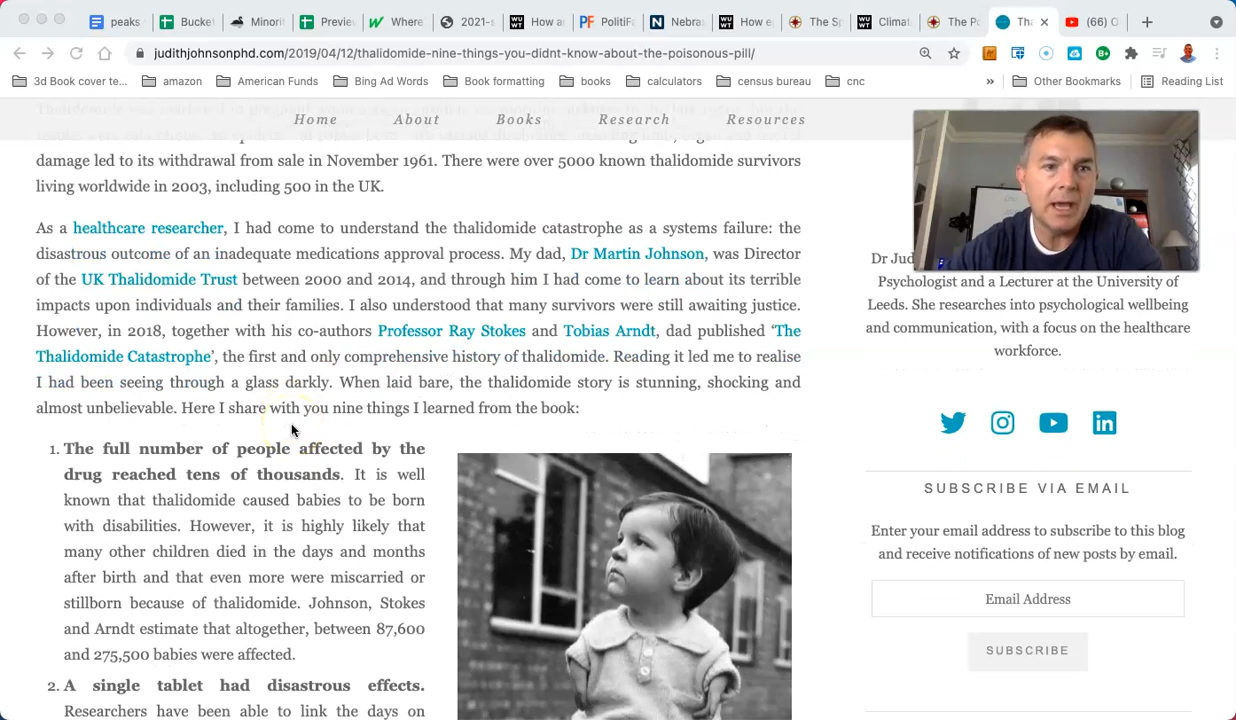 peaks
Bucket
Minori
Preview
Where
2021-s
How an
PolitiFa
Nebras
How e
The Sp
Climat
The Po
Tha
(66) O
judithjohnsonphd.com/2019/04/12/thalidomide-nine-things-you-didnt-know-about-the-poisonous-pill/
3d Book cover te...
amazon
American Funds
Bing Ad Words
Book formatting
books
calculators
census bureau
cnc
»
Other Bookmarks
Reading List
Home About Books Research Resources
damage led to its withdrawal from sale in November 1961. There were over 5000 known thalidomide survivors
living worldwide in 2003, including 500 in the UK.
As a healthcare researcher, I had come to understand the thalidomide catastrophe as a systems failure: the
disastrous outcome of an inadequate medications approval process. My dad, Dr Martin Johnson, was Director
of the UK Thalidomide Trust between 2000 and 2014, and through him I had come to learn about its terrible
impacts upon individuals and their families. I also understood that many survivors were still awaiting justice.
However, in 2018, together with his co-authors Professor Ray Stokes and Tobias Arndt, dad published ‘The
Thalidomide Catastrophe’, the first and only comprehensive history of thalidomide. Reading it led me to realise
I had been seeing through a glass darkly. When laid bare, the thalidomide story is stunning, shocking and
almost unbelievable. Here I share with you nine things I learned from the book:
1. The full number of people affected by the
drug reached tens of thousands. It is well
known that thalidomide caused babies to be born
with disabilities. However, it is highly likely that
many other children died in the days and months
after birth and that even more were miscarried or
stillborn because of thalidomide. Johnson, Stokes
and Arndt estimate that altogether, between 87,600
and 275,500 babies were affected.
2. A single tablet had disastrous effects.
Researchers have been able to link the days on
Dr Jud
Psychologist and a Lecturer at the University of
Leeds. She researches into psychological wellbeing
and communication, with a focus on the healthcare
workforce.
SUBSCRIBE VIA EMAIL
Enter your email address to subscribe to this blog
and receive notifications of new posts by email.
Email Address
SUBSCRIBE